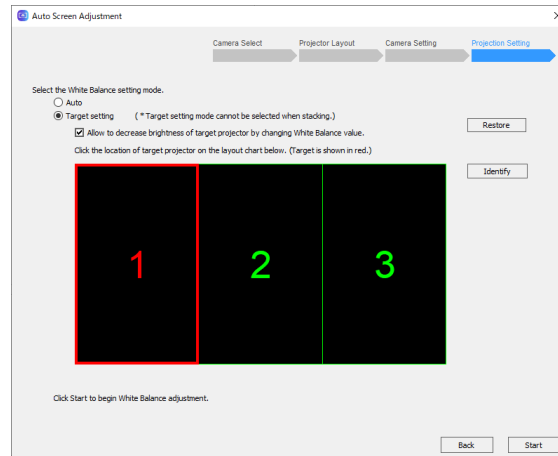 Auto Screen Adjustment
Camera Select Projector Layout Camera Setting Projection Setting
Select the White Balance setting mode.
Auto
Target setting ( * Target setting mode cannot be selected when stacking.)
Restore
Allow to decrease brightness of target projector by changing White Balance value.
Click the location of target projector on the layout chart below. (Target is shown in red.)
Identify
1 2 3
Click Start to begin White Balance adjustment.
Back Start